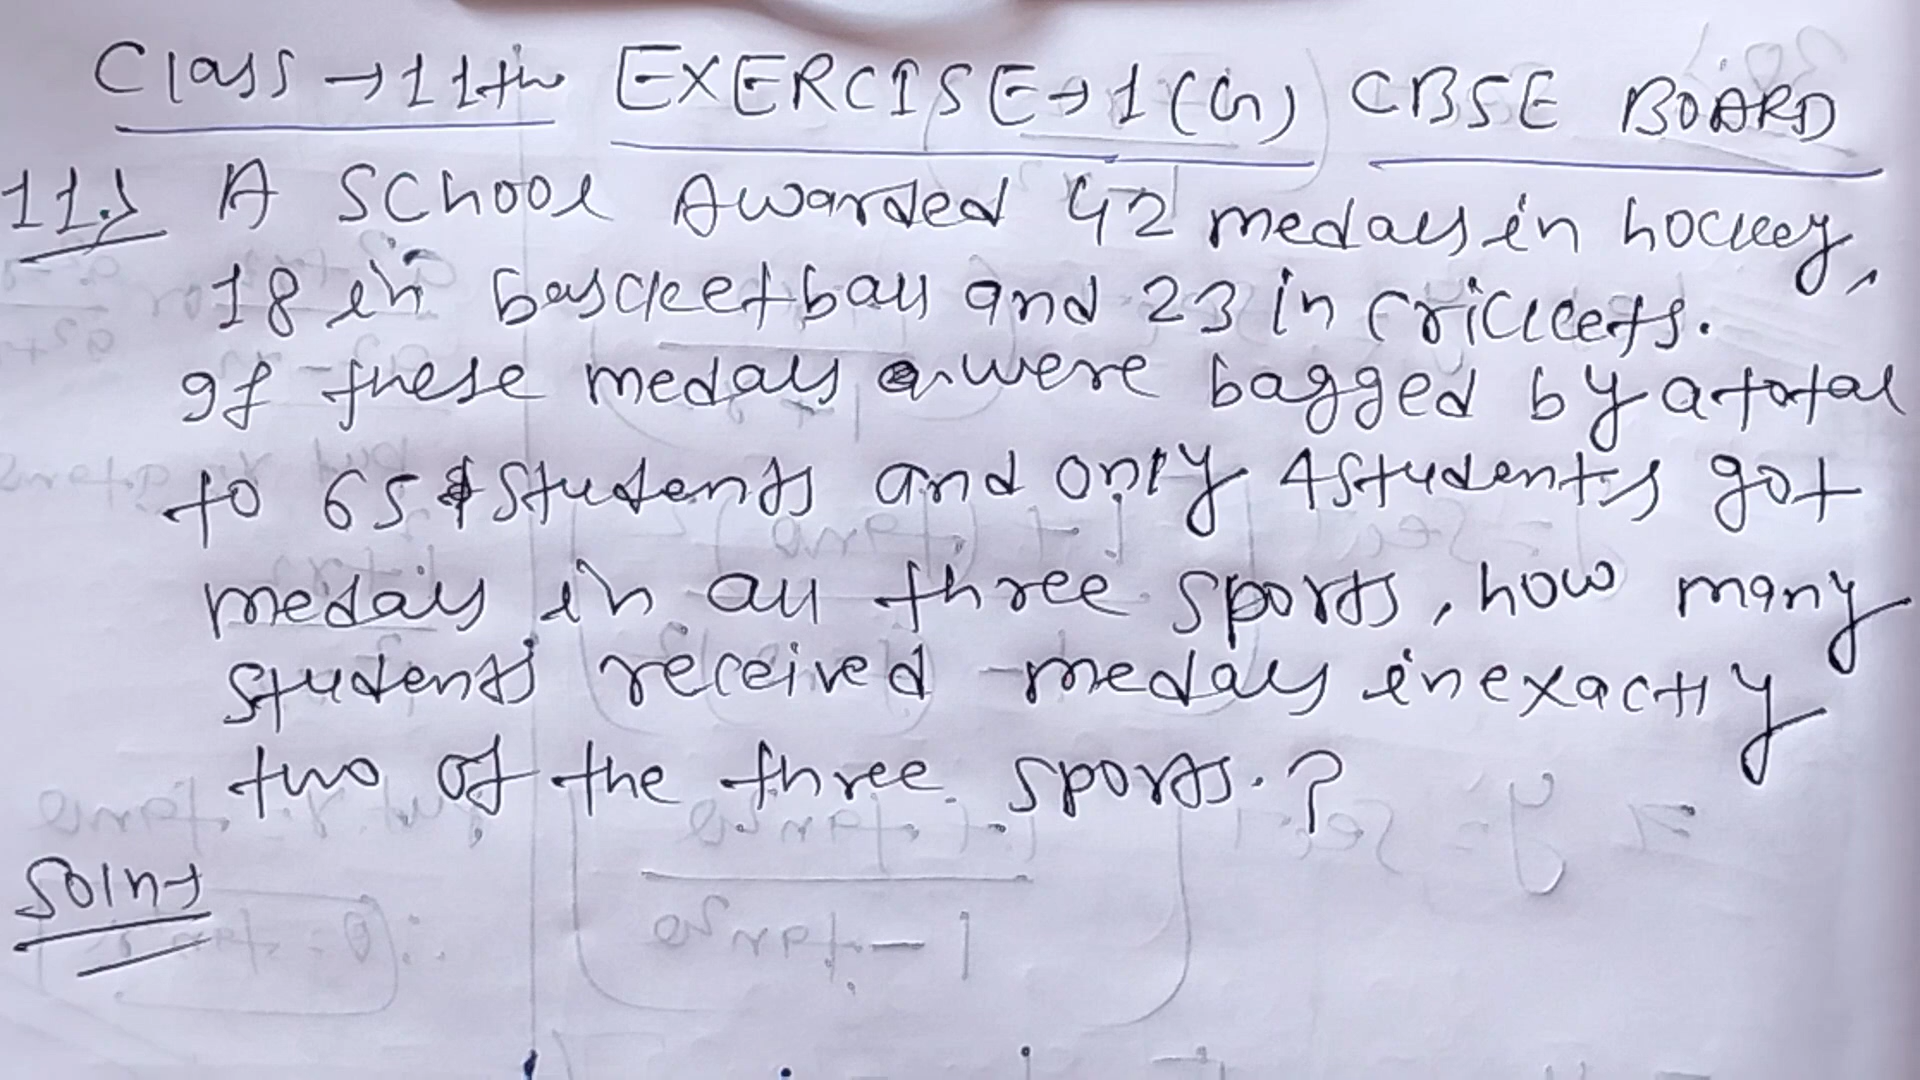 Class → 11th EXERCISE → 1(G) CBSE BOARD
11.) A School Awarded 42 medals in hockey,
18 in bascketball and 23 in crickets.
If these medals were bagged by a total
to 65 Students and only 4 Students got
medals in all three sports, how many
students received medals in exactly
two of the three sports.?
Soln→